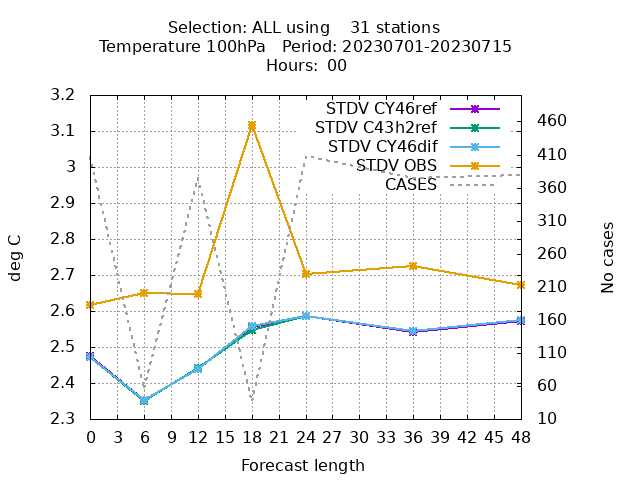 Selection: ALL using    31 stations
Temperature 100hPa   Period: 20230701-20230715
Hours: 00
STDV CY46ref
STDV C43h2ref
STDV CY46dif
STDV OBS
CASES
deg C
3.2
3.1
3
2.9
2.8
2.7
2.6
2.5
2.4
2.3
No cases
460
410
360
310
260
210
160
110
60
10
0 3 6 9 12 15 18 21 24 27 30 33 36 39 42 45 48
Forecast length